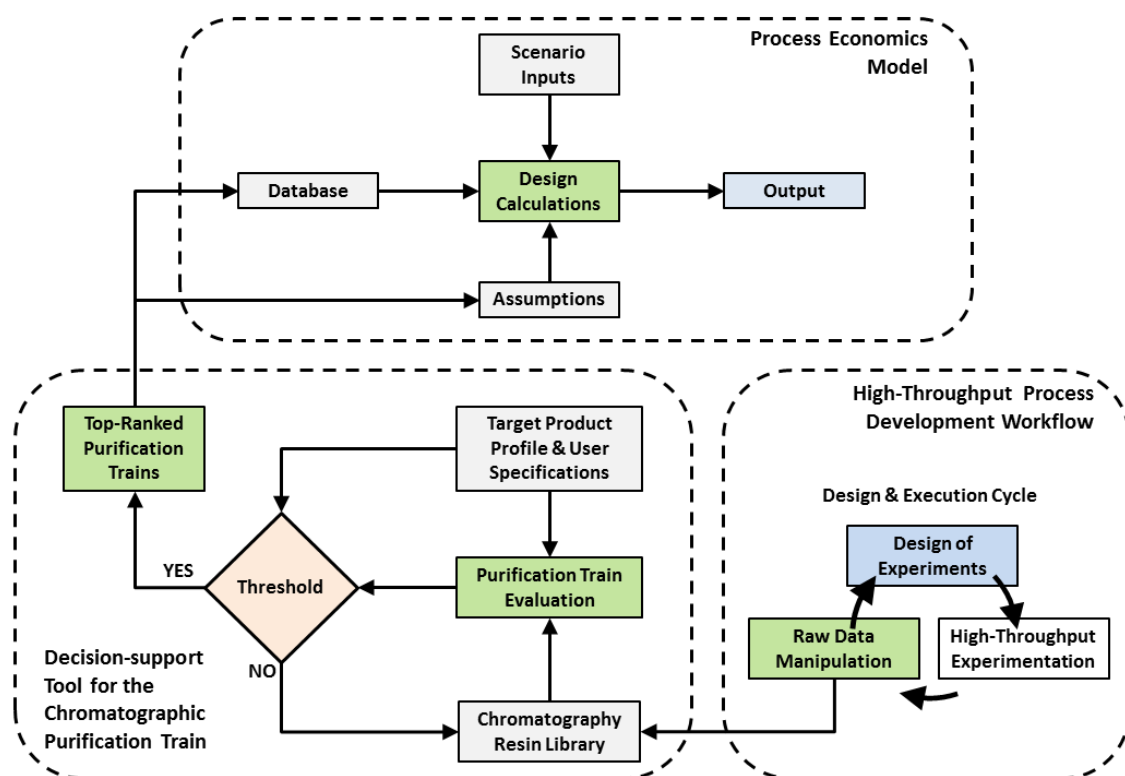 Process Economics
Model
Scenario
Inputs
Database
Design
Calculations
Output
Assumptions
High-Throughput Process
Development Workflow
Top-Ranked
Purification
Trains
Target Product
Profile & User
Specifications
Design & Execution Cycle
Design of
Experiments
YES
Threshold
Purification Train
Evaluation
Raw Data
Manipulation
High-Throughput
Experimentation
NO
Decision-support
Tool for the
Chromatographic
Purification Train
Chromatography
Resin Library